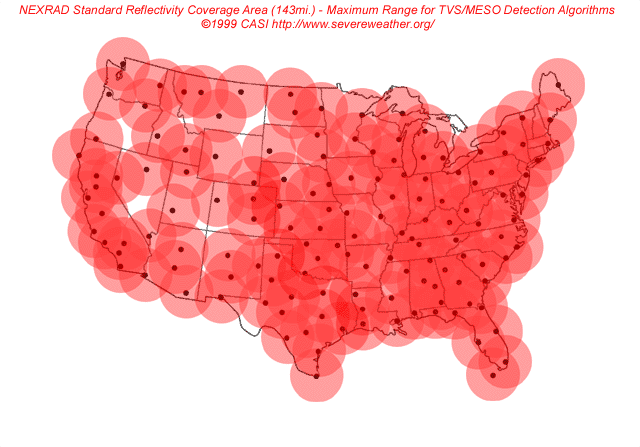 NEXRAD Standard Reflectivity Coverage Area (143mi.) - Maximum Range for TVS/MESO Detection Algorithms
©1999 CASI http://www.severeweather.org/